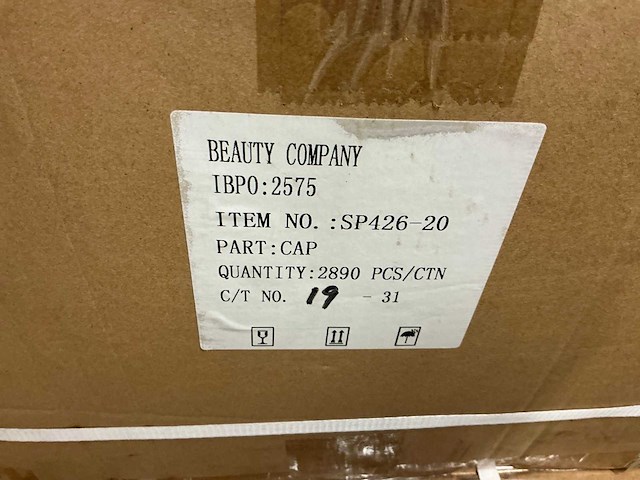 BEAUTY COMPANY
IBPO:2575
ITEM NO.:SP426-20
PART:CAP
QUANTITY:2890 PCS/CTN
C/T NO. 19 - 31